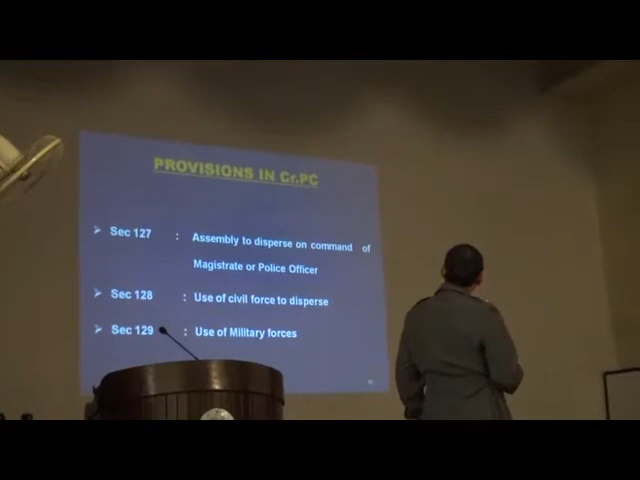 PROVISIONS IN Cr.PC
➢ Sec 127 : Assembly to disperse on command of
Magistrate or Police Officer
➢ Sec 128 : Use of civil force to disperse
➢ Sec 129 : Use of Military forces